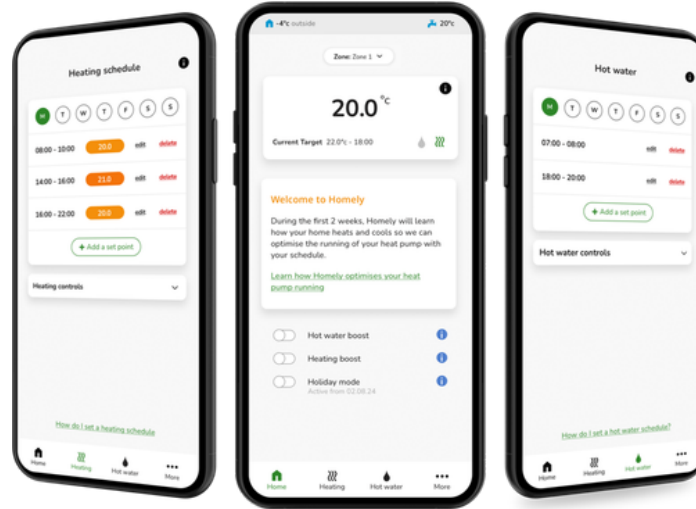 Heating schedule
M T W T F S S
08:00 - 10:00 20.0 edit delete
14:00 - 16:00 21.0 edit delete
16:00 - 22:00 20.0 edit delete
+ Add a set point
Heating controls
How do I set a heating schedule
Home Heating Hot water More
-4°c outside 20°c
Zone: Zone 1
20.0 °c
Current Target 22.0°c - 18:00
Welcome to Homely
During the first 2 weeks, Homely will learn
how your home heats and cools so we can
optimise the running of your heat pump with
your schedule.
Learn how Homely optimises your heat
pump running
Hot water boost
Heating boost
Holiday mode
Active from 02.08.24
Home Heating Hot water More
Hot water
M T W T F S S
07:00 - 08:00 edit delete
18:00 - 20:00 edit delete
+ Add a set point
Hot water controls
How do I set a hot water schedule?
Home Heating Hot water More